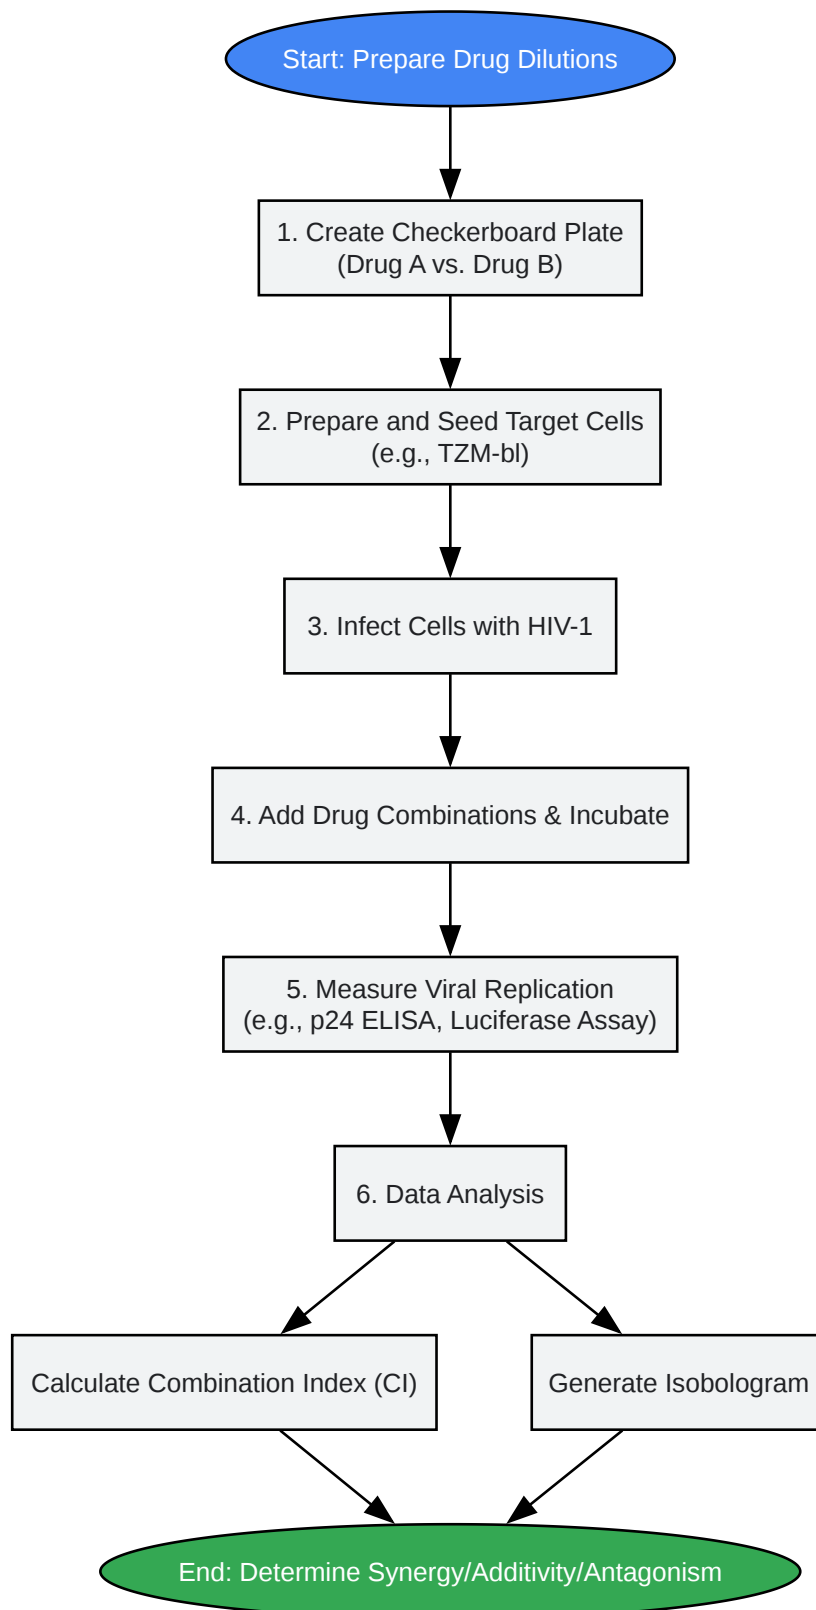 Start: Prepare Drug Dilutions
1. Create Checkerboard Plate
(Drug A vs. Drug B)
2. Prepare and Seed Target Cells
(e.g., TZM-bl)
3. Infect Cells with HIV-1
4. Add Drug Combinations & Incubate
5. Measure Viral Replication
(e.g., p24 ELISA, Luciferase Assay)
6. Data Analysis
Calculate Combination Index (CI)
Generate Isobologram
End: Determine Synergy/Additivity/Antagonism